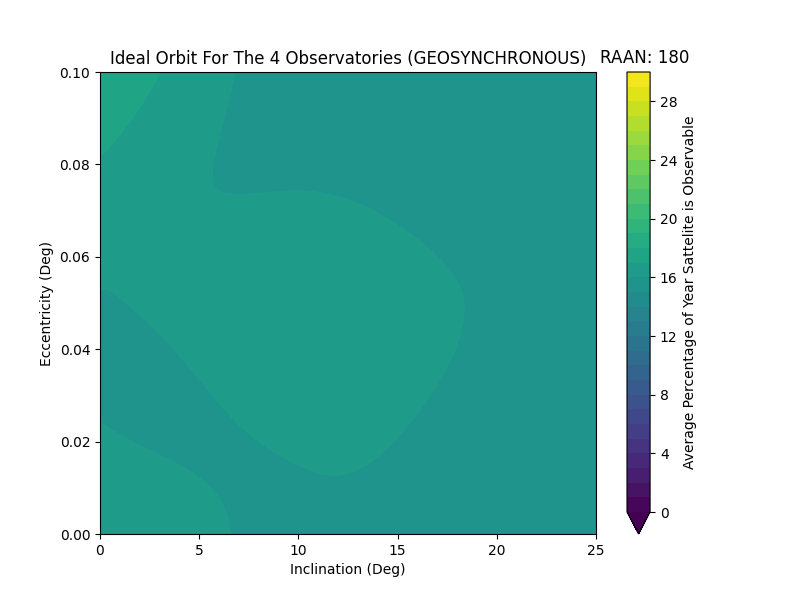 Ideal Orbit For The 4 Observatories (GEOSYNCHRONOUS) RAAN: 180
0.10
0.08
0.06
0.04
0.02
0.00
Eccentricity (Deg)
0 5 10 15 20 25
Inclination (Deg)
28
24
20
16
12
8
4
0
Average Percentage of Year Sattelite is Observable